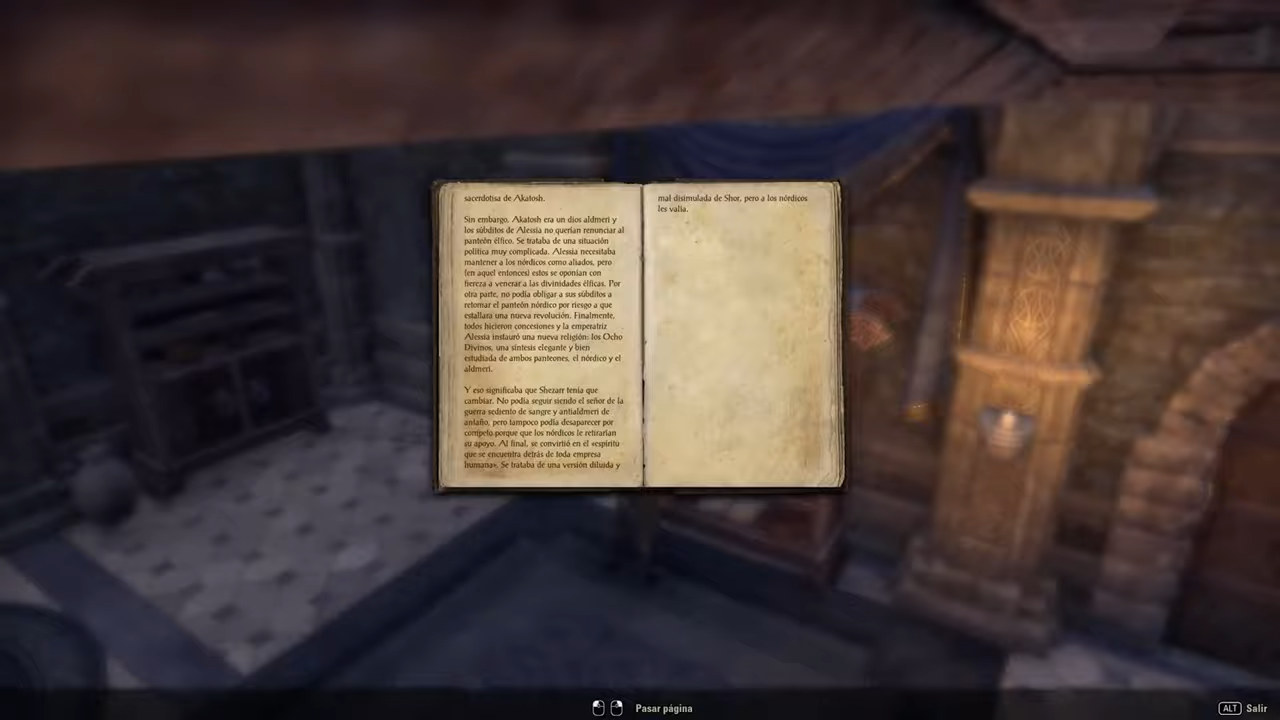 sacerdotisa de Akatosh.
Sin embargo, Akatosh era un dios aldmeri y
los súbditos de Alessia no querían renunciar al
panteón élfico. Se trataba de una situación
política muy complicada. Alessia necesitaba
mantener a los nórdicos como aliados, pero
(en aquel entonces) estos se oponían con
fiereza a venerar a las divinidades élficas. Por
otra parte, no podía obligar a sus súbditos a
retomar el panteón nórdico por riesgo a que
estallara una nueva revolución. Finalmente,
todos hicieron concesiones y la emperatriz
Alessia instauró una nueva religión: los Ocho
Divinos, una síntesis elegante y bien
estudiada de ambos panteones, el nórdico y el
aldmeri.
Y eso significaba que Shezarr tenía que
cambiar. No podía seguir siendo el señor de la
guerra sediento de sangre y antialdmeri de
antaño, pero tampoco podía desaparecer por
completo porque que los nórdicos le retirarían
su apoyo. Al final, se convirtió en el «espíritu
que se encuentra detrás de toda empresa
humana». Se trataba de una versión diluida y
mal disimulada de Shor, pero a los nórdicos
les valía.
Pasar página
ALT Salir